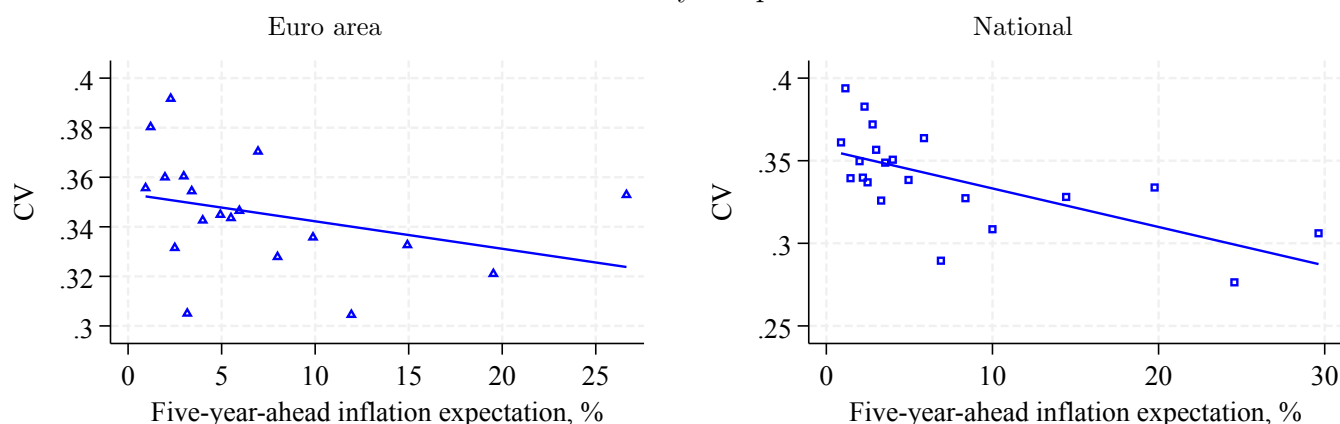 Euro area
.4
.38
.36
.34
.32
.3
CV
0 5 10 15 20 25
Five-year-ahead inflation expectation, %
National
.4
.35
.3
.25
CV
0 10 20 30
Five-year-ahead inflation expectation, %